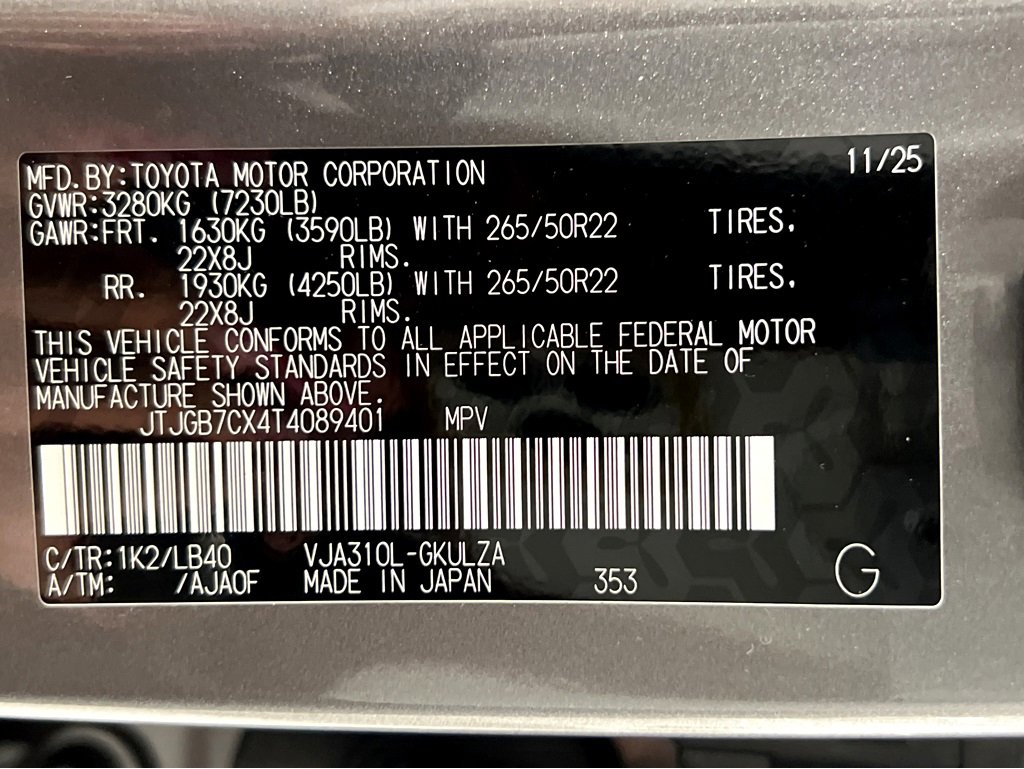 MFD.BY:TOYOTA MOTOR CORPORATION 11/25
GVWR:3280KG (7230LB)
GAWR:FRT. 1630KG (3590LB) WITH 265/50R22 TIRES.
22X8J RIMS.
RR. 1930KG (4250LB) WITH 265/50R22 TIRES.
22X8J RIMS.
THIS VEHICLE CONFORMS TO ALL APPLICABLE FEDERAL MOTOR
VEHICLE SAFETY STANDARDS IN EFFECT ON THE DATE OF
MANUFACTURE SHOWN ABOVE.
JTJGB7CX4T4089401 MPV
C/TR:1K2/LB40 VJA310L-GKULZA
A/TM: /AJA0F MADE IN JAPAN 353 G